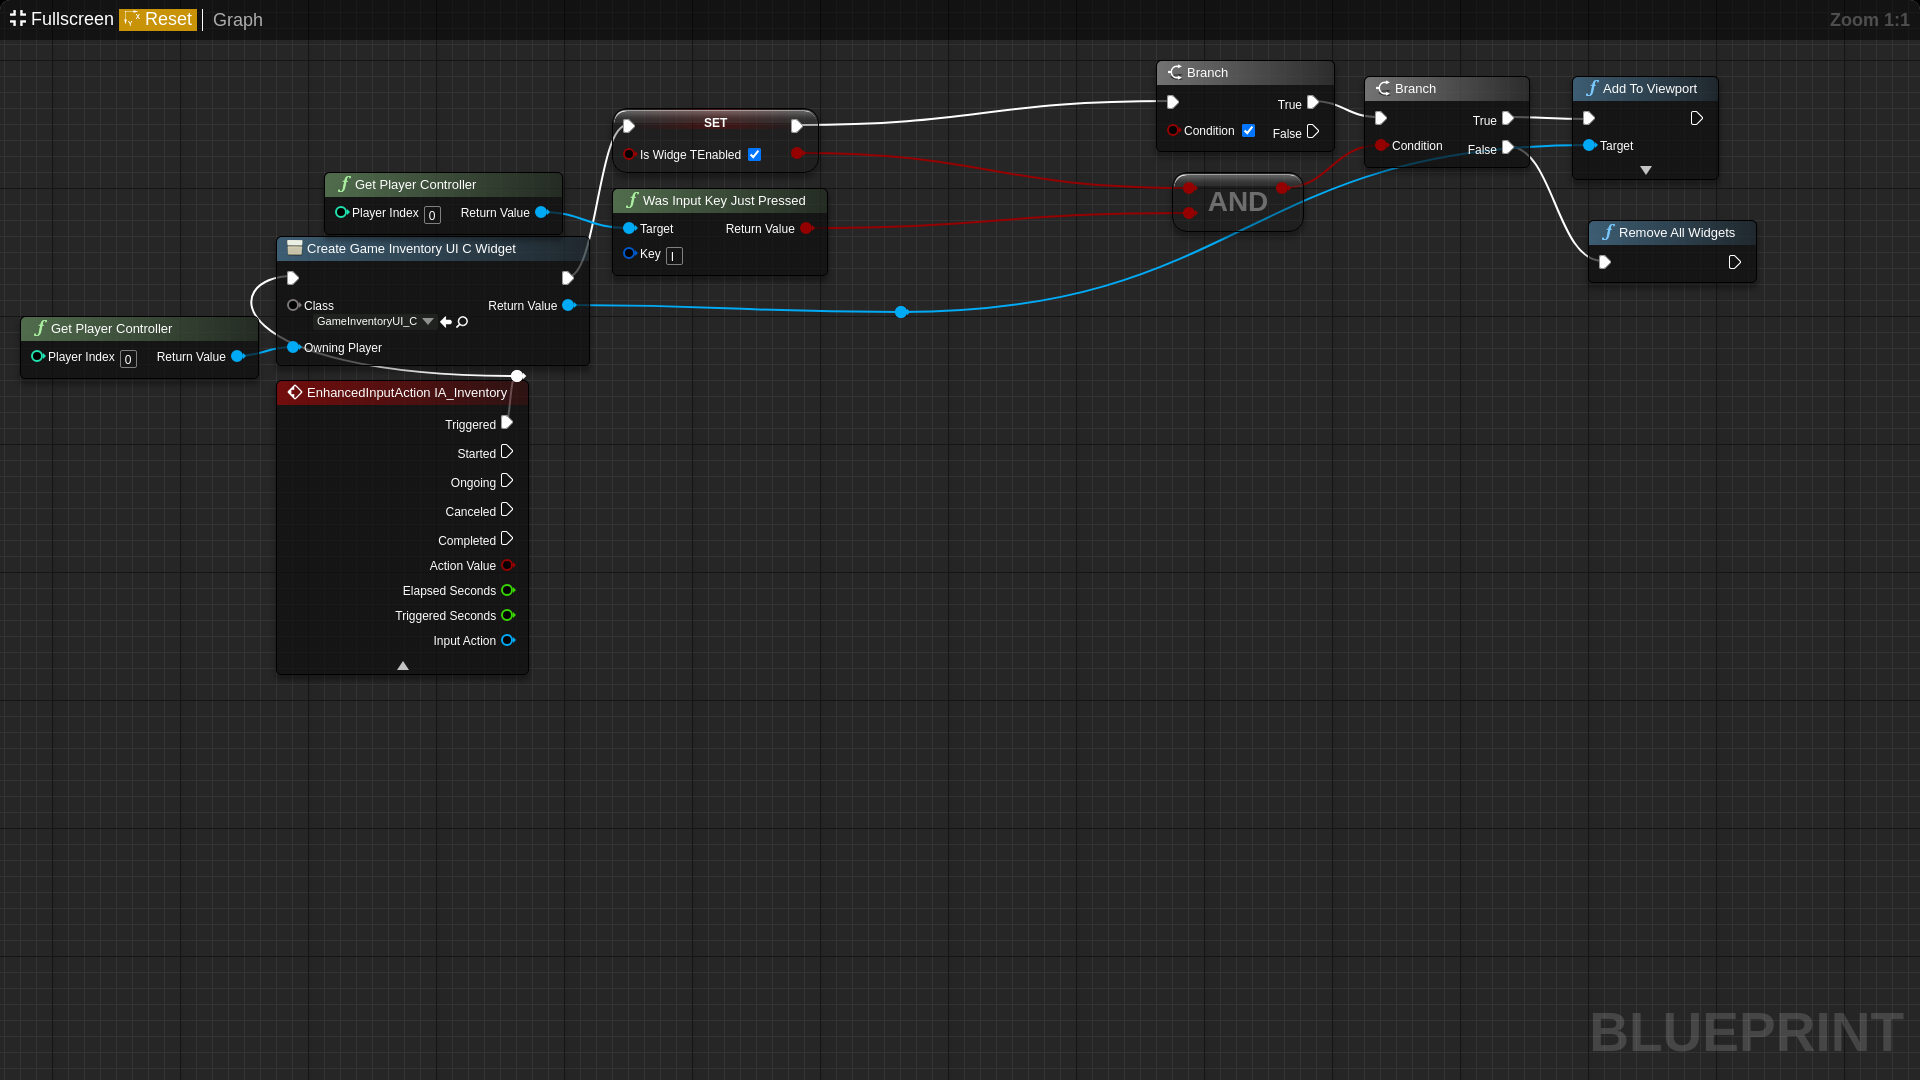 Fullscreen Reset Graph
Zoom 1:1
SET
Is Widge TEnabled
Branch
True
Condition
False
Branch
True
Condition
False
Add To Viewport
Target
Get Player Controller
Player Index 0 Return Value
Was Input Key Just Pressed
Target Return Value
Key I
AND
Remove All Widgets
Create Game Inventory UI C Widget
Class Return Value
GameInventoryUI_C
Owning Player
Get Player Controller
Player Index 0 Return Value
EnhancedInputAction IA_Inventory
Triggered
Started
Ongoing
Canceled
Completed
Action Value
Elapsed Seconds
Triggered Seconds
Input Action
BLUEPRINT